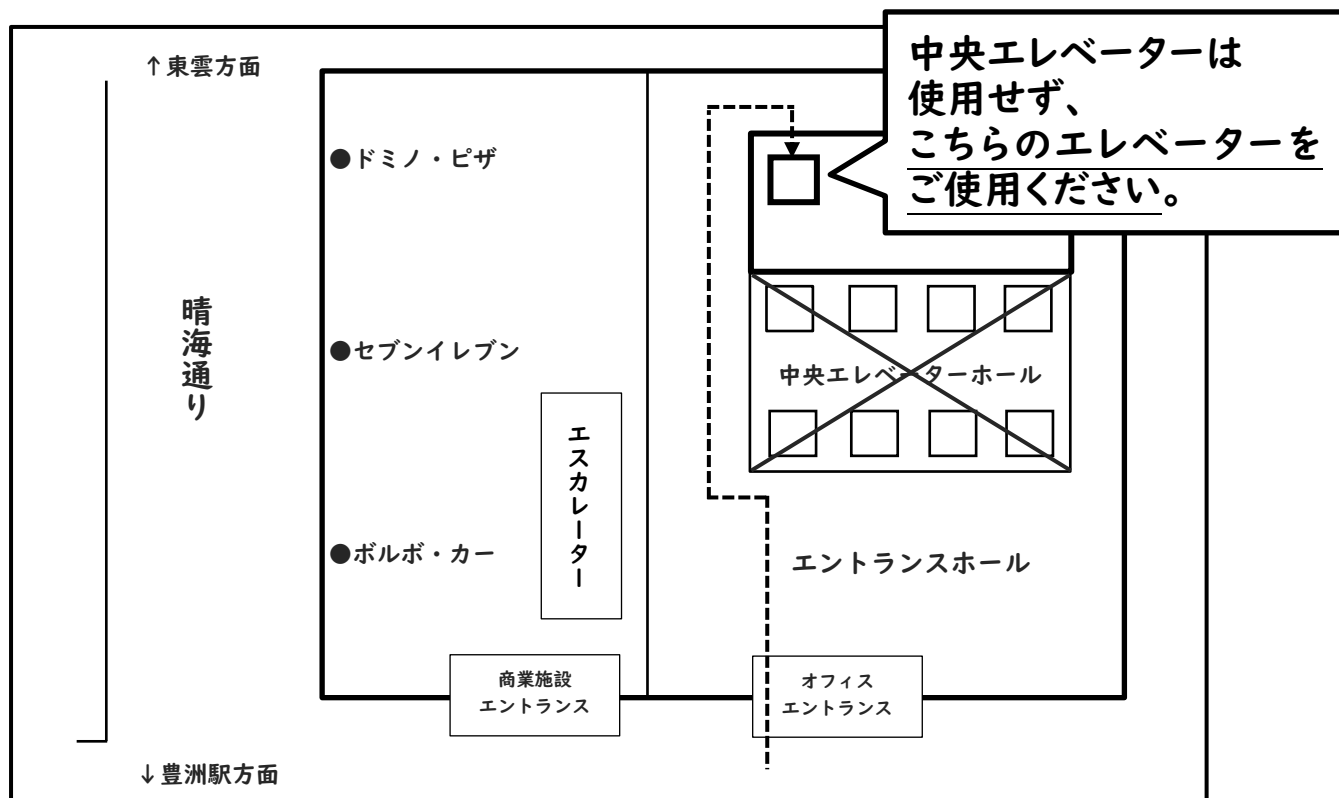 ↑東雲方面
中央エレベーターは
使用せず、
こちらのエレベーターを
ご使用ください。
●ドミノ・ピザ
晴海通り
●セブンイレブン
中央エレベーターホール
エスカレーター
●ボルボ・カー
エントランスホール
商業施設
エントランス
オフィス
エントランス
↓豊洲駅方面